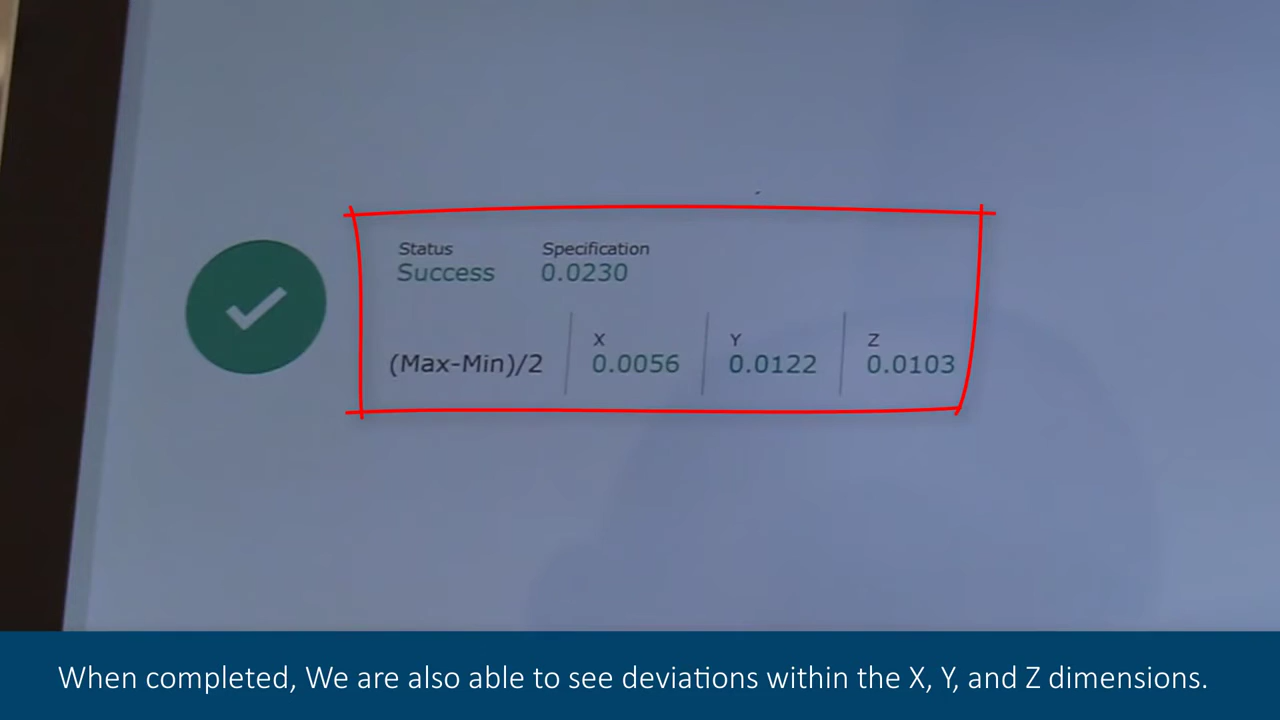 Status Specification
Success 0.0230
X Y Z
(Max-Min)/2 0.0056 0.0122 0.0103
When completed, We are also able to see deviations within the X, Y, and Z dimensions.